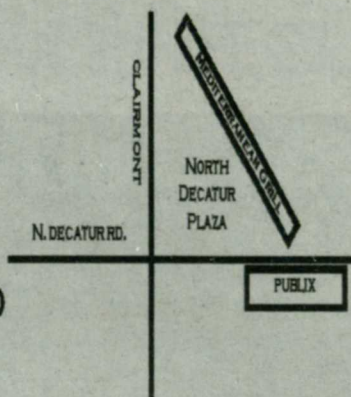 CLAIRMONT
MEDITERRANEAN GRILL
NORTH
DECATUR
PLAZA
N. DECATUR RD.
PUBLIX
)